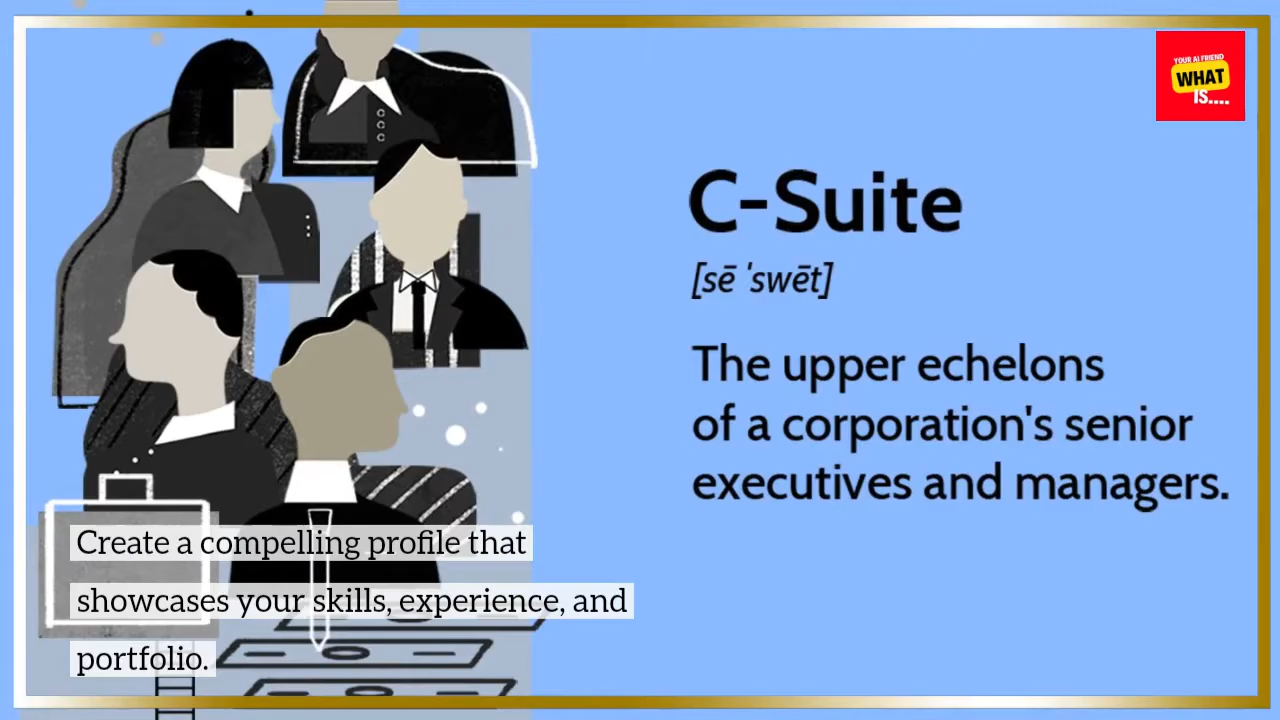 YOUR AI FRIEND
WHAT
IS....
C-Suite
[sē 'swēt]
The upper echelons
of a corporation's senior
executives and managers.
Create a compelling profile that
showcases your skills, experience, and
portfolio.